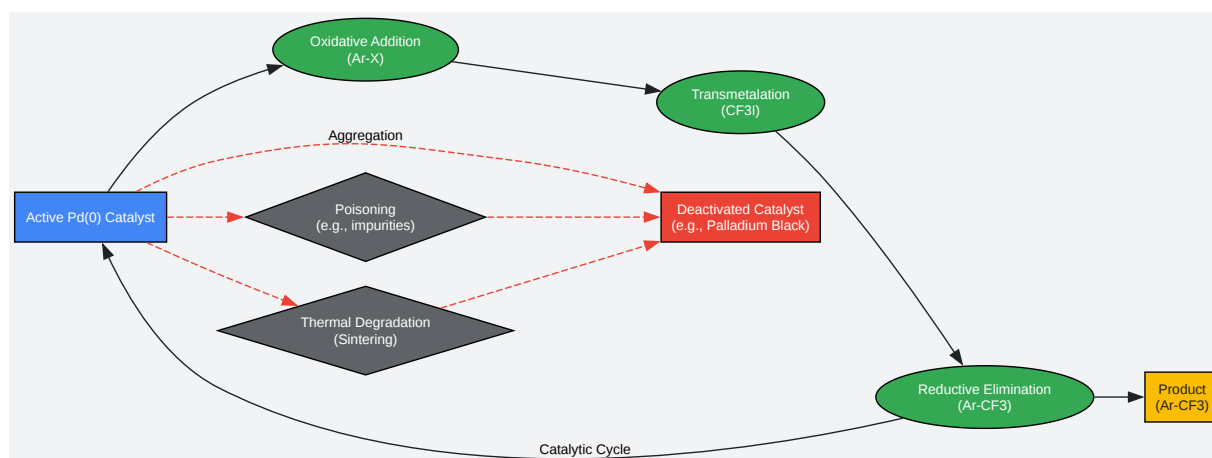 Oxidative Addition
(Ar-X)
Transmetalation
(CF3I)
Aggregation
Active Pd(0) Catalyst
Poisoning
(e.g., impurities)
Deactivated Catalyst
(e.g., Palladium Black)
Thermal Degradation
(Sintering)
Reductive Elimination
(Ar-CF3)
Product
(Ar-CF3)
Catalytic Cycle